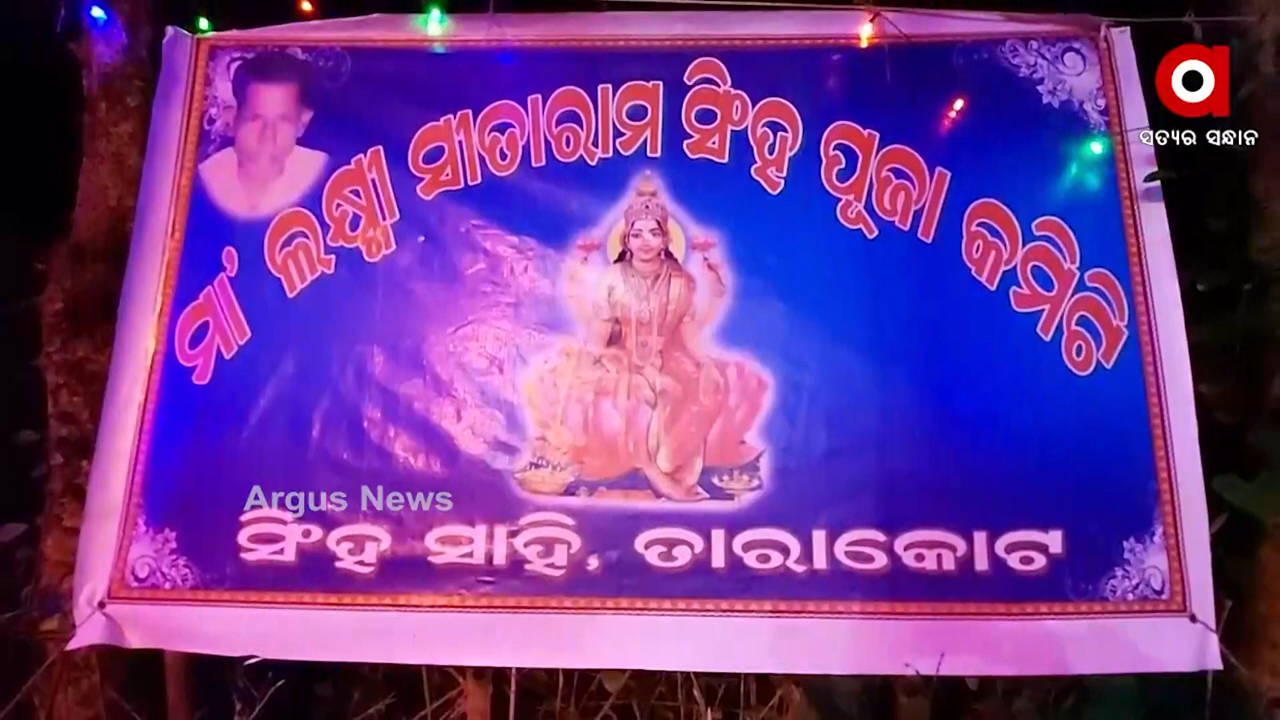 ମା' ଲକ୍ଷ୍ମୀ ସୀତାରାମ ସିଂହ ପୂଜା କମିଟି
ସତ୍ୟର ସନ୍ଧାନ
Argus News
ସିଂହ ସାହି, ତାରାକୋଟ